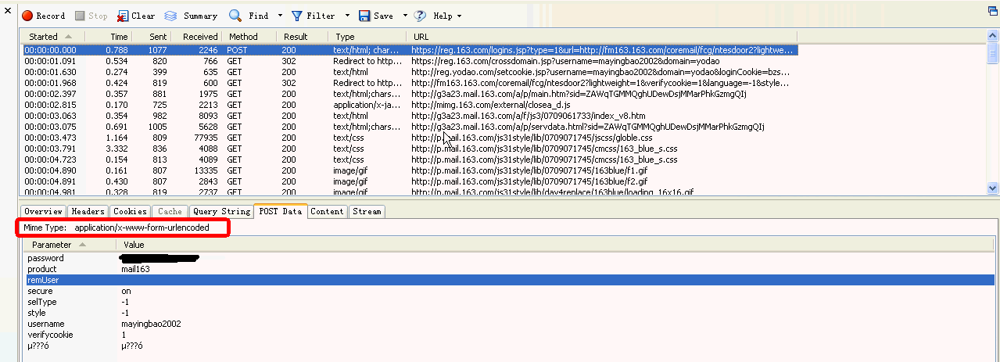 Record Stop Clear Summary Find Filter Save Help
Started Time Sent Received Method Result Type URL
00:00:00.000 0.788 1077 2246 POST 200 text/html; chars... https://reg.163.com/logins.jsp?type=1&url=http://fm163.163.com/coremail/fcg/ntesdoor2?lightwe...
00:00:01.091 0.534 820 766 GET 302 Redirect to http... http://reg.163.com/crossdomain.jsp?username=mayingbao2002&domain=yodao
00:00:01.630 0.274 399 635 GET 200 text/html http://reg.yodao.com/setcookie.jsp?username=mayingbao2002&domain=yodao&loginCookie=bzs...
00:00:01.968 0.424 819 600 GET 302 Redirect to http... http://fm163.163.com/coremail/fcg/ntesdoor2?lightweight=1&verifycookie=1&language=-1&style...
00:00:02.397 0.357 881 1975 GET 200 text/html;chars... http://g3a23.mail.163.com/a/p/main.htm?sid=ZAWqTGMMQghUDewDsjMMarPhkGzmgQIj
00:00:02.815 0.170 725 2213 GET 200 application/x-ja... http://mimg.163.com/external/closea_d.js
00:00:03.063 0.354 982 8093 GET 200 text/html http://g3a23.mail.163.com/a/f/js3/0709061733/index_v8.htm
00:00:03.075 0.691 1005 5628 GET 200 text/html;chars... http://g3a23.mail.163.com/a/p/servdata.html?sid=ZAWqTGMMQghUDewDsjMMarPhkGzmgQIj
00:00:03.473 1.164 809 77935 GET 200 text/css http://p.mail.163.com/js31style/lib/0709071745/jscss/globle.css
00:00:03.791 3.332 836 4088 GET 200 text/css http://p.mail.163.com/js31style/lib/0709071745/cmcss/163_blue_s.css
00:00:04.723 0.154 813 4089 GET 200 text/css http://p.mail.163.com/js31style/lib/0709071745/cmcss/163_blue_s.css
00:00:04.890 0.161 807 13335 GET 200 image/gif http://p.mail.163.com/js31style/lib/0709071745/163blue/f1.gif
00:00:04.891 0.430 807 2843 GET 200 image/gif http://p.mail.163.com/js31style/lib/0709071745/163blue/f2.gif
00:00:04.981 0.328 819 2737 GET 200 image/gif http://p.mail.163.com/js31style/lib/day4replace/163blue/loading_16x16.gif
Overview Headers Cookies Cache Query String POST Data Content Stream
Mime Type: application/x-www-form-urlencoded
Parameter Value
password
product mail163
remUser
secure on
selType -1
style -1
username mayingbao2002
verifycookie 1
µ???ó µ???ó